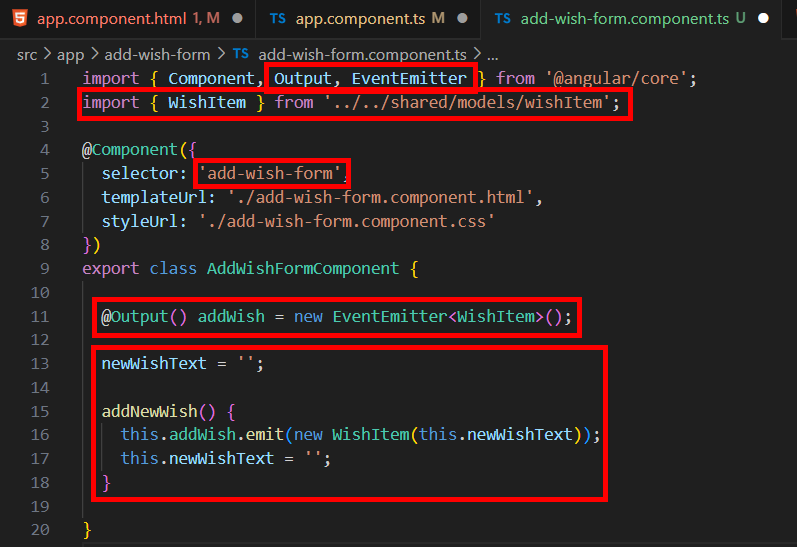 app.component.html 1, M
TS app.component.ts M
TS add-wish-form.component.ts U
src > app > add-wish-form > TS add-wish-form.component.ts > ...
1 import { Component, Output, EventEmitter } from '@angular/core';
2 import { WishItem } from '../../shared/models/wishItem';
3
4 @Component({
5 selector: 'add-wish-form',
6 templateUrl: './add-wish-form.component.html',
7 styleUrl: './add-wish-form.component.css'
8 })
9 export class AddWishFormComponent {
10
11 @Output() addWish = new EventEmitter<WishItem>();
12
13 newWishText = '';
14
15 addNewWish() {
16 this.addWish.emit(new WishItem(this.newWishText));
17 this.newWishText = '';
18 }
19
20 }